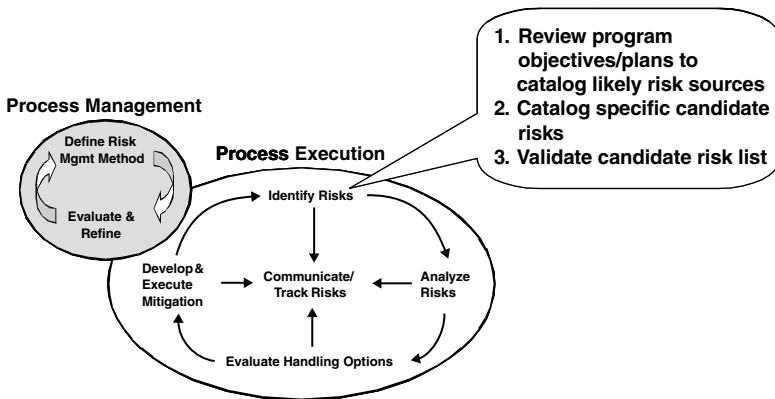 1. Review program
objectives/plans to
catalog likely risk sources
2. Catalog specific candidate
risks
3. Validate candidate risk list
Process Management
Define Risk
Mgmt Method
Evaluate &
Refine
Process Execution
Identify Risks
Develop &
Execute
Mitigation
Communicate/
Track Risks
Analyze
Risks
Evaluate Handling Options